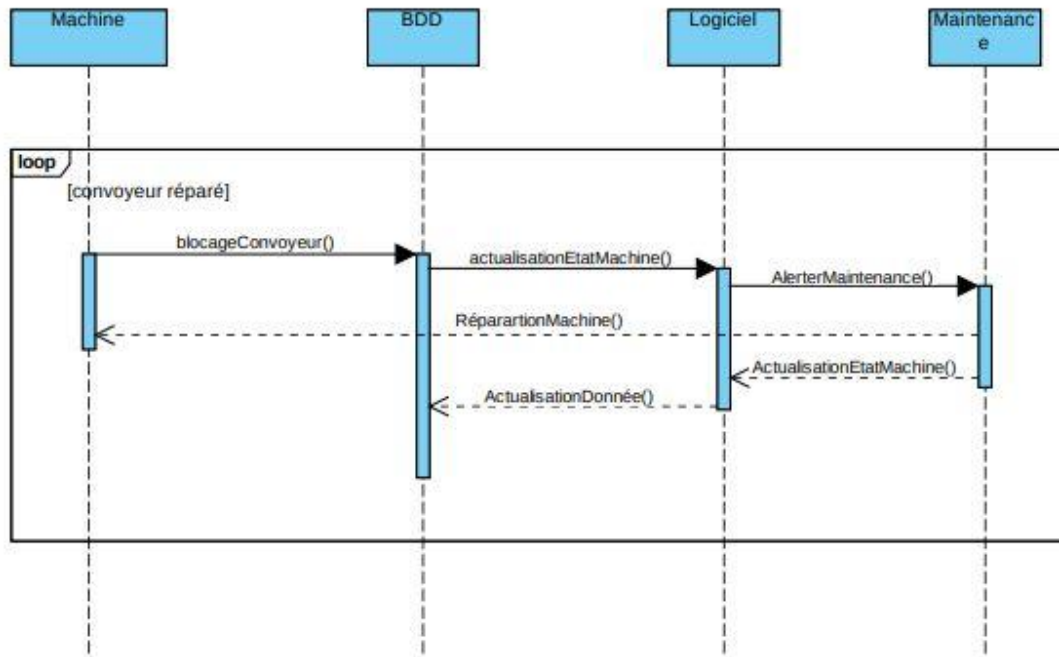 Machine
BDD
Logiciel
Maintenanc
e
loop
[convoyeur réparé]
blocageConvoyeur()
actualisationEtatMachine()
AlerterMaintenance()
RéparartionMachine()
ActualisationEtatMachine()
ActualisationDonnée()